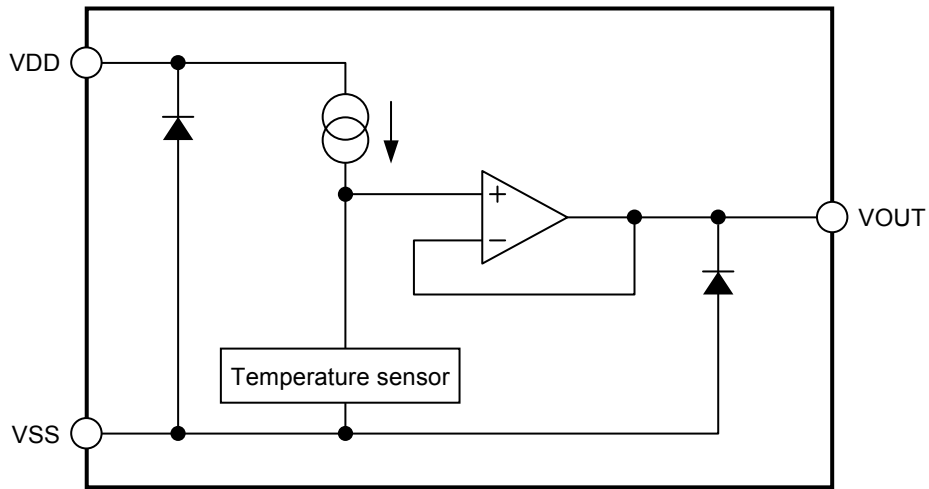 VDD
+
−
VOUT
Temperature sensor
VSS